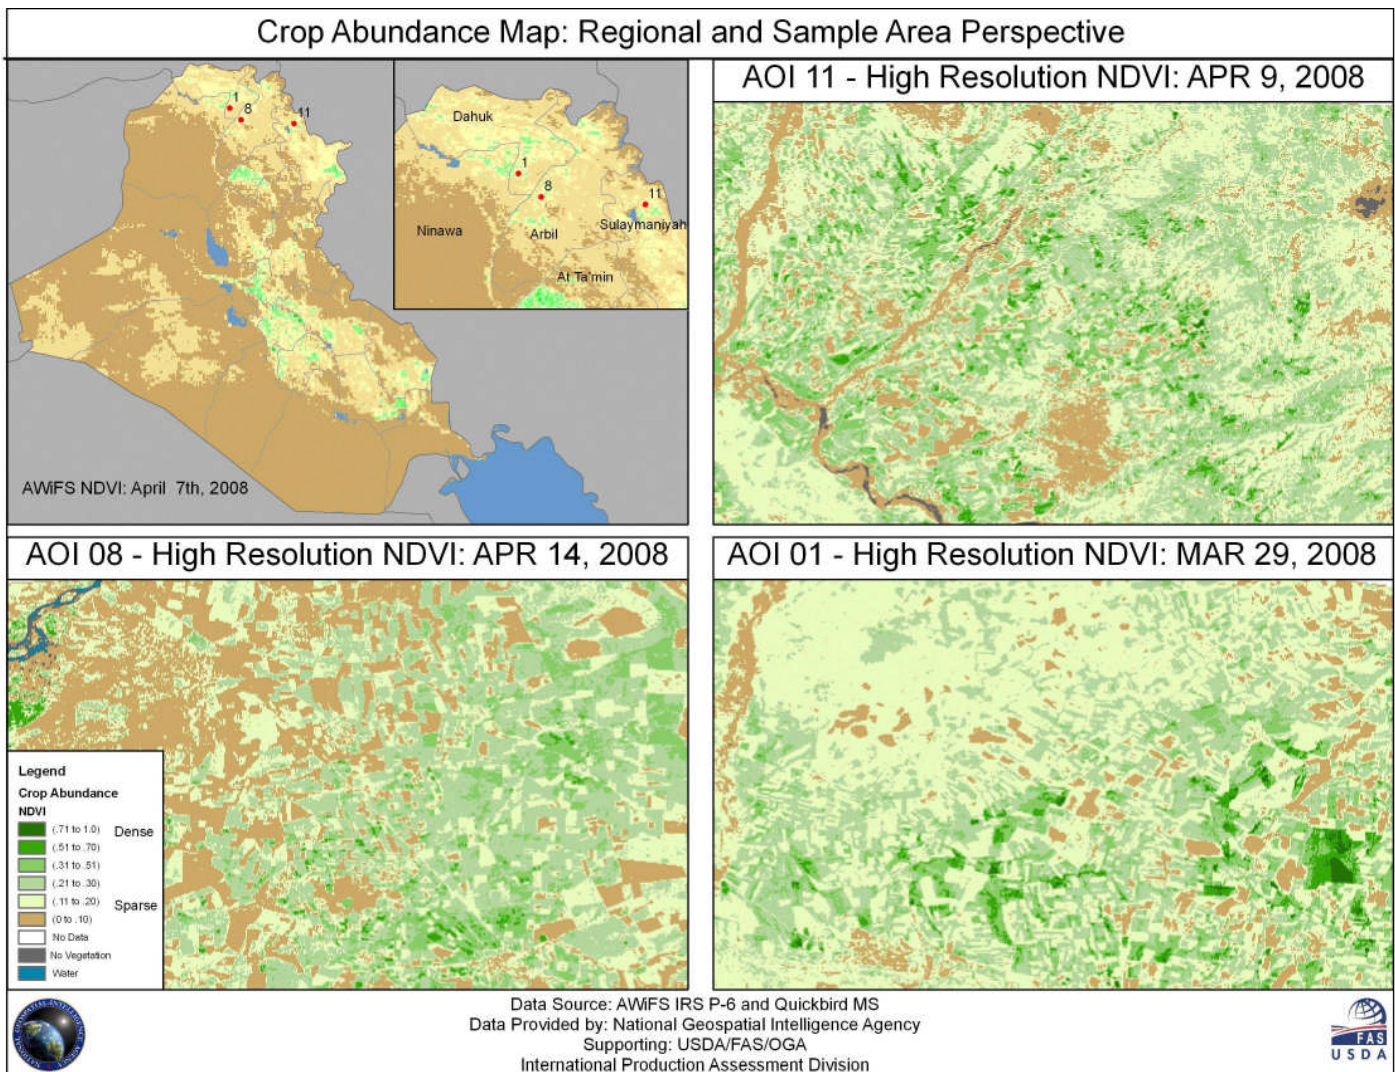 Crop Abundance Map: Regional and Sample Area Perspective
1
8
11
AWiFS NDVI: April 7th, 2008
Dahuk
1
8
11
Ninawa
Arbil
Sulaymaniyah
At Ta'min
AOI 11 - High Resolution NDVI: APR 9, 2008
AOI 08 - High Resolution NDVI: APR 14, 2008
Legend
Crop Abundance
NDVI
(.71 to 1.0) Dense
(.51 to .70)
(.31 to .51)
(.21 to .30)
(.11 to .20) Sparse
(0 to .10)
No Data
No Vegetation
Water
AOI 01 - High Resolution NDVI: MAR 29, 2008
Data Source: AWiFS IRS P-6 and Quickbird MS
Data Provided by: National Geospatial Intelligence Agency
Supporting: USDA/FAS/OGA
International Production Assessment Division
FAS
USDA